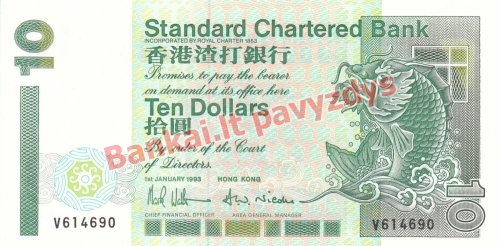 10
Standard Chartered Bank
INCORPORATED BY ROYAL CHARTER 1853
香港渣打銀行
Promises to pay the bearer
on demand at its office here
Ten Dollars
拾圓
By order of the Court
of Directors.
1ST JANUARY 1993 HONG KONG
CHIEF FINANCIAL OFFICER AREA GENERAL MANAGER
V614690 V614690
10
Bankai.lt pavyzdys